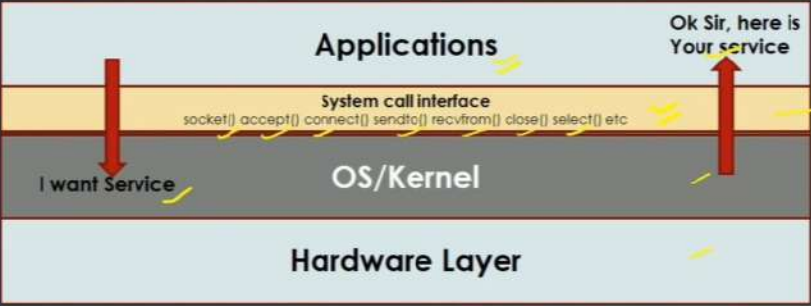 Applications
Ok Sir, here is
Your service
System call interface
socket() accept() connect() sendto() recvfrom() close() select() etc
I want Service
OS/Kernel
Hardware Layer